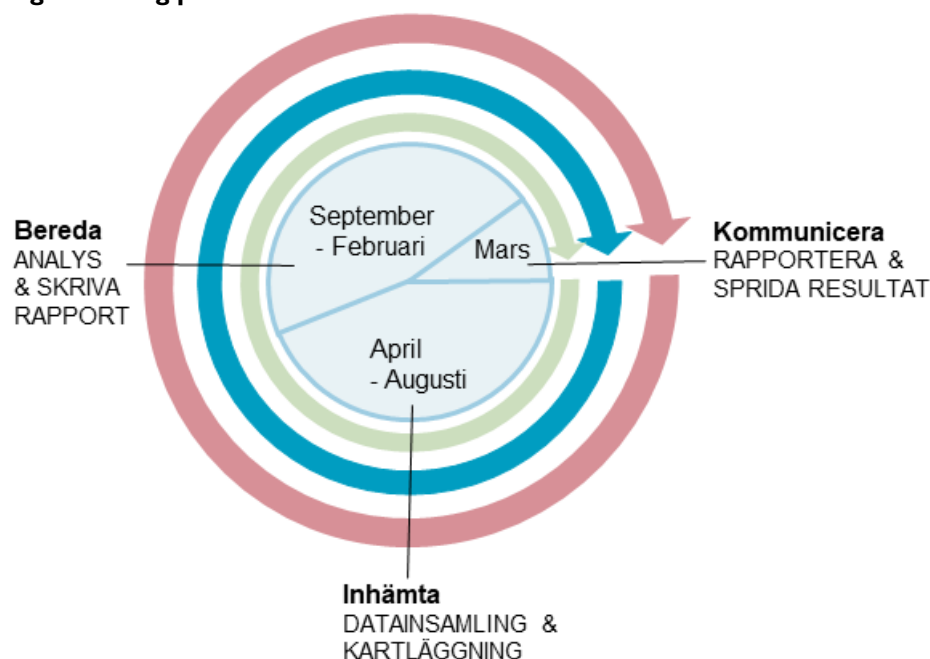 September
- Februari
Mars
April
- Augusti
Bereda
ANALYS
& SKRIVA
RAPPORT
Kommunicera
RAPPORTERA &
SPRIDA RESULTAT
Inhämta
DATAINSAMLING &
KARTLÄGGNING